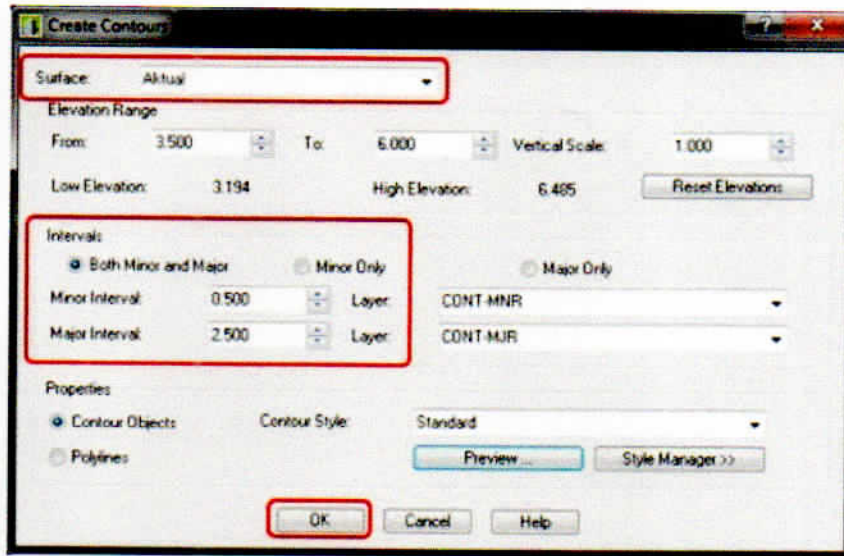 Create Contours
Surface: Aktual
Elevation Range
From: 3.500 To: 6.000 Vertical Scale: 1.000
Low Elevation: 3.194 High Elevation: 6.485 Reset Elevations
Intervals
Both Minor and Major Minor Only Major Only
Minor Interval: 0.500 Layer: CONT-MNR
Major Interval: 2.500 Layer: CONT-MJR
Properties
Contour Objects Contour Style: Standard
Polylines Preview ... Style Manager >>
OK Cancel Help